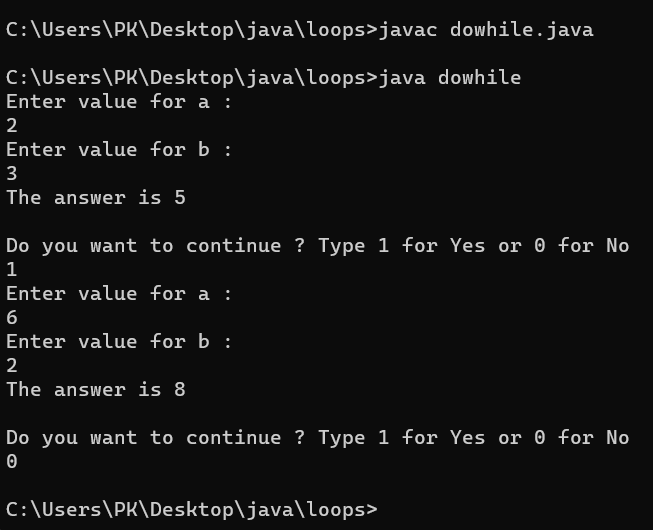 C:\Users\PK\Desktop\java\loops>javac dowhile.java
C:\Users\PK\Desktop\java\loops>java dowhile
Enter value for a :
2
Enter value for b :
3
The answer is 5
Do you want to continue ? Type 1 for Yes or 0 for No
1
Enter value for a :
6
Enter value for b :
2
The answer is 8
Do you want to continue ? Type 1 for Yes or 0 for No
0
C:\Users\PK\Desktop\java\loops>